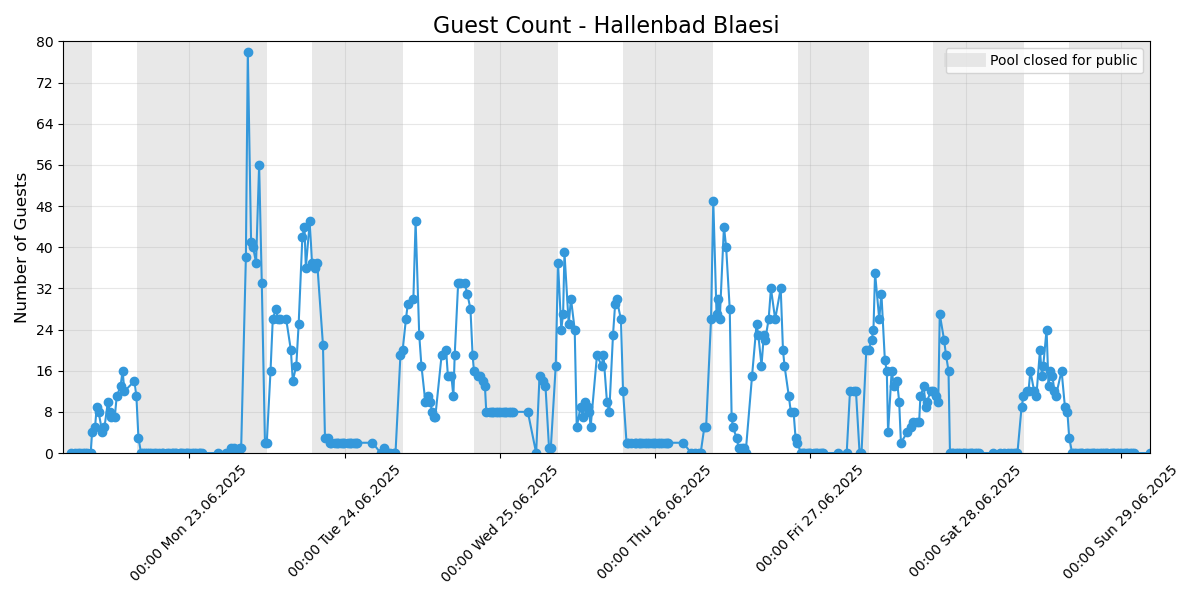 Guest Count - Hallenbad Blaesi
Pool closed for public
Number of Guests
80
72
64
56
48
40
32
24
16
8
0
00:00 Mon 23.06.2025
00:00 Tue 24.06.2025
00:00 Wed 25.06.2025
00:00 Thu 26.06.2025
00:00 Fri 27.06.2025
00:00 Sat 28.06.2025
00:00 Sun 29.06.2025